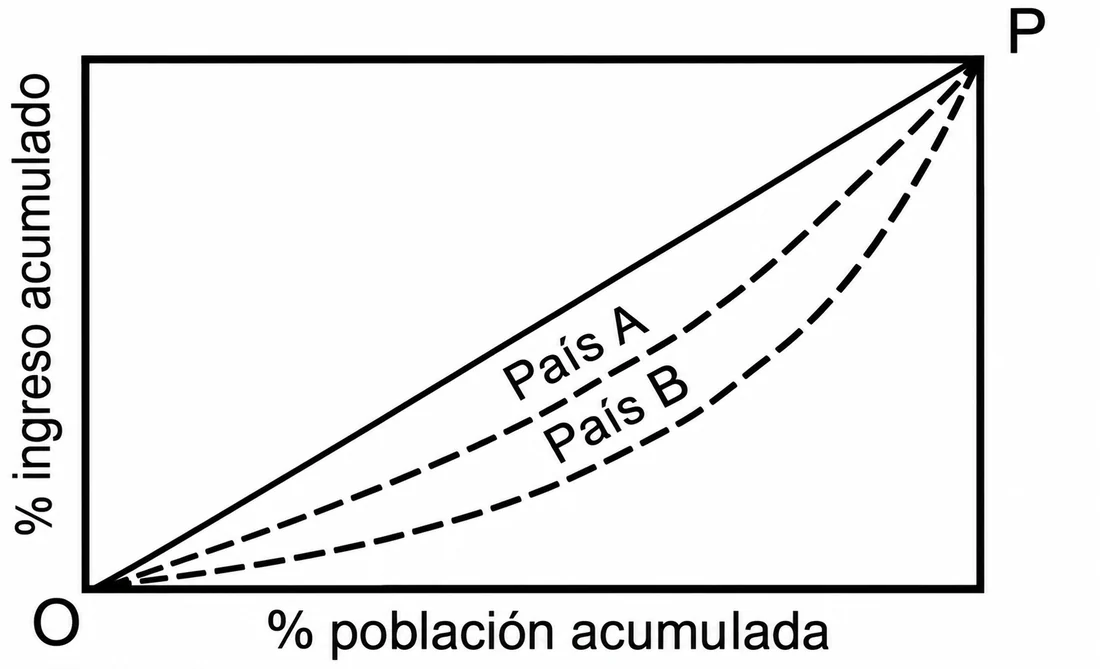 P
% ingreso acumulado
País A
País B
O
% población acumulada